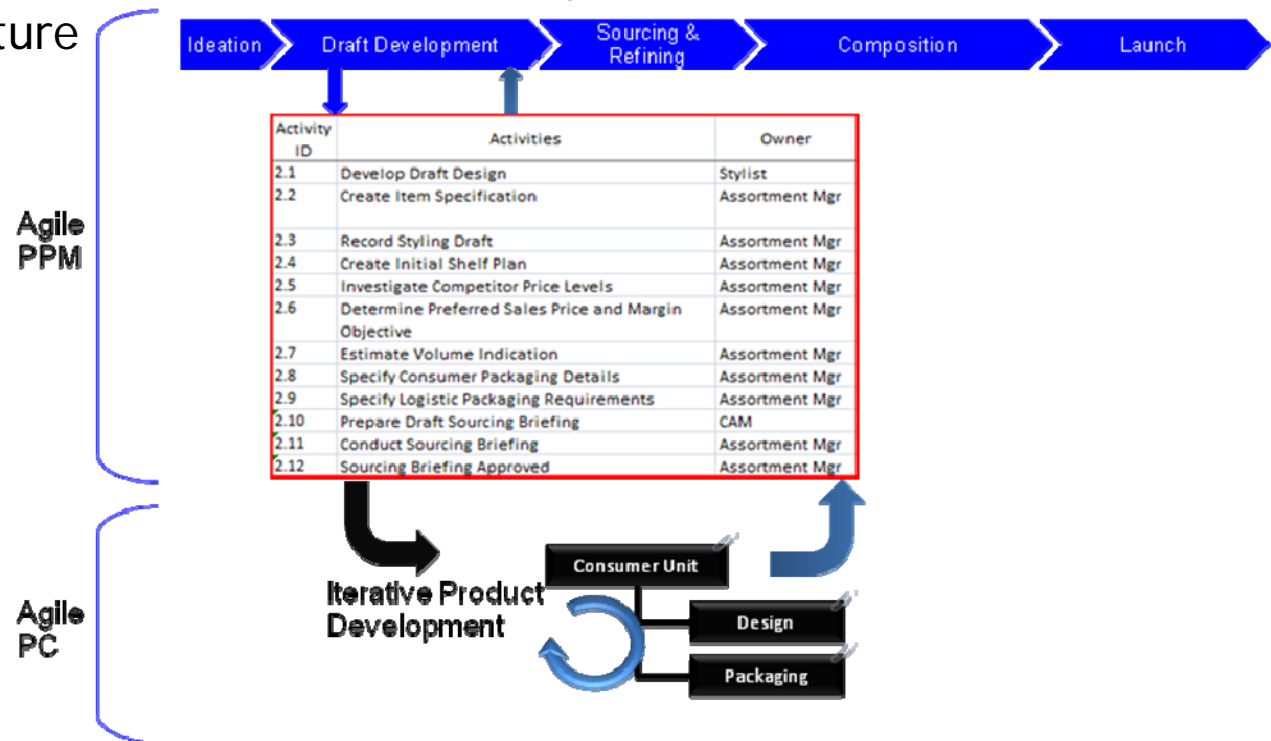 ture
Ideation
Draft Development
Sourcing &
Refining
Composition
Launch
Activity
ID
Activities
Owner
2.1 Develop Draft Design Stylist
2.2 Create Item Specification Assortment Mgr
2.3 Record Styling Draft Assortment Mgr
2.4 Create Initial Shelf Plan Assortment Mgr
2.5 Investigate Competitor Price Levels Assortment Mgr
2.6 Determine Preferred Sales Price and Margin Assortment Mgr
Objective
2.7 Estimate Volume Indication Assortment Mgr
2.8 Specify Consumer Packaging Details Assortment Mgr
2.9 Specify Logistic Packaging Requirements Assortment Mgr
2.10 Prepare Draft Sourcing Briefing CAM
2.11 Conduct Sourcing Briefing Assortment Mgr
2.12 Sourcing Briefing Approved Assortment Mgr
Agile
PPM
Agile
PC
Iterative Product
Development
Consumer Unit
Design
Packaging